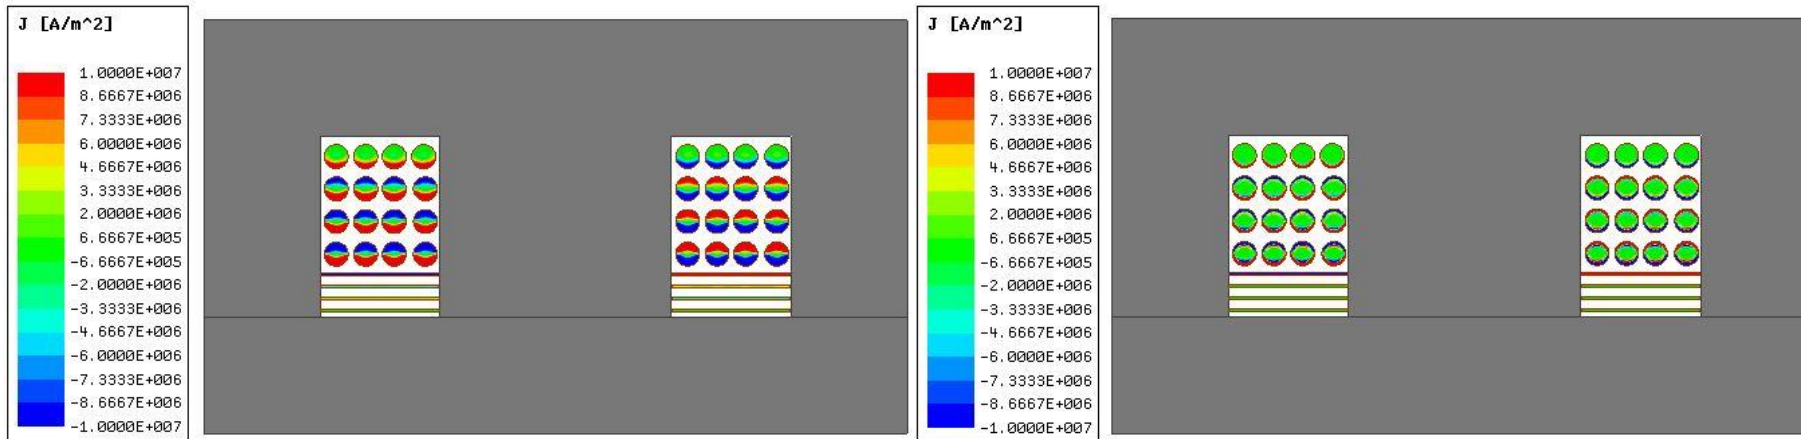 J [A/m^2]
1.0000E+007
8.6667E+006
7.3333E+006
6.0000E+006
4.6667E+006
3.3333E+006
2.0000E+006
6.6667E+005
-6.6667E+005
-2.0000E+006
-3.3333E+006
-4.6667E+006
-6.0000E+006
-7.3333E+006
-8.6667E+006
-1.0000E+007
J [A/m^2]
1.0000E+007
8.6667E+006
7.3333E+006
6.0000E+006
4.6667E+006
3.3333E+006
2.0000E+006
6.6667E+005
-6.6667E+005
-2.0000E+006
-3.3333E+006
-4.6667E+006
-6.0000E+006
-7.3333E+006
-8.6667E+006
-1.0000E+007